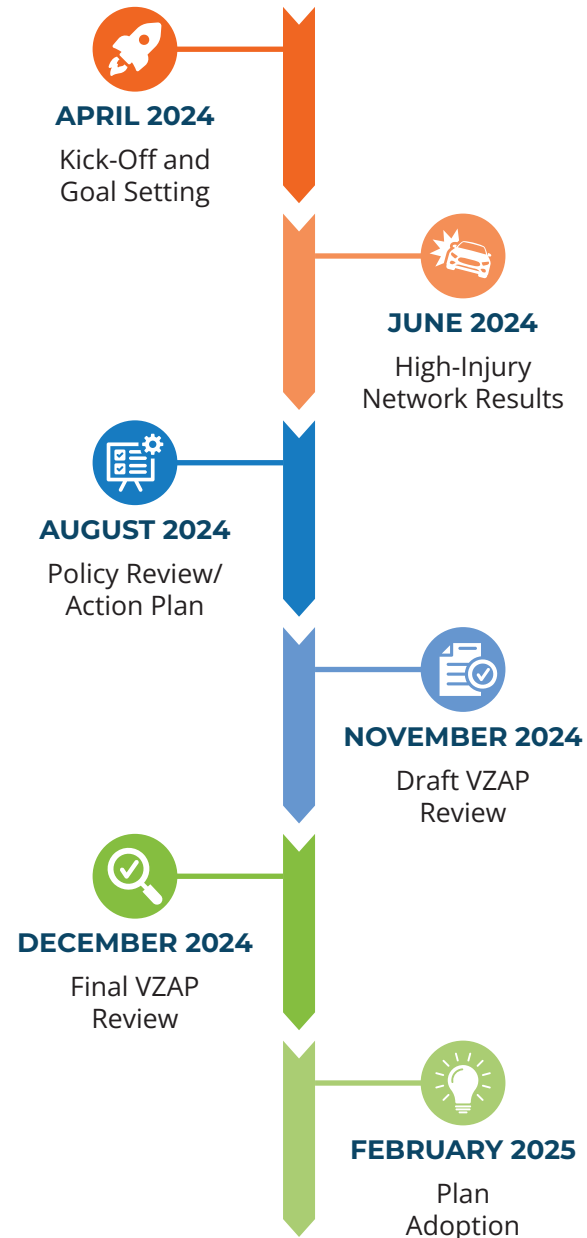 APRIL 2024
Kick-Off and
Goal Setting
JUNE 2024
High-Injury
Network Results
AUGUST 2024
Policy Review/
Action Plan
NOVEMBER 2024
Draft VZAP
Review
DECEMBER 2024
Final VZAP
Review
FEBRUARY 2025
Plan
Adoption